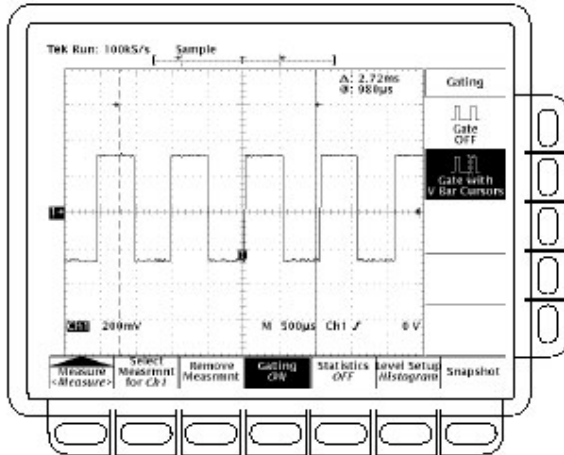 Tek Run: 100kS/s Sample
Δ: 2.72ms
@: 980µs
Gating
Gate
OFF
Gate with
V Bar Cursors
1
T
Ch1 200mV M 500µs Ch1 0 V
Measure
<Measure>
Select
Measrmnt
for Ch1
Remove
Measrmnt
Gating
ON
Statistics
OFF
Level Setup
Histogram
Snapshot